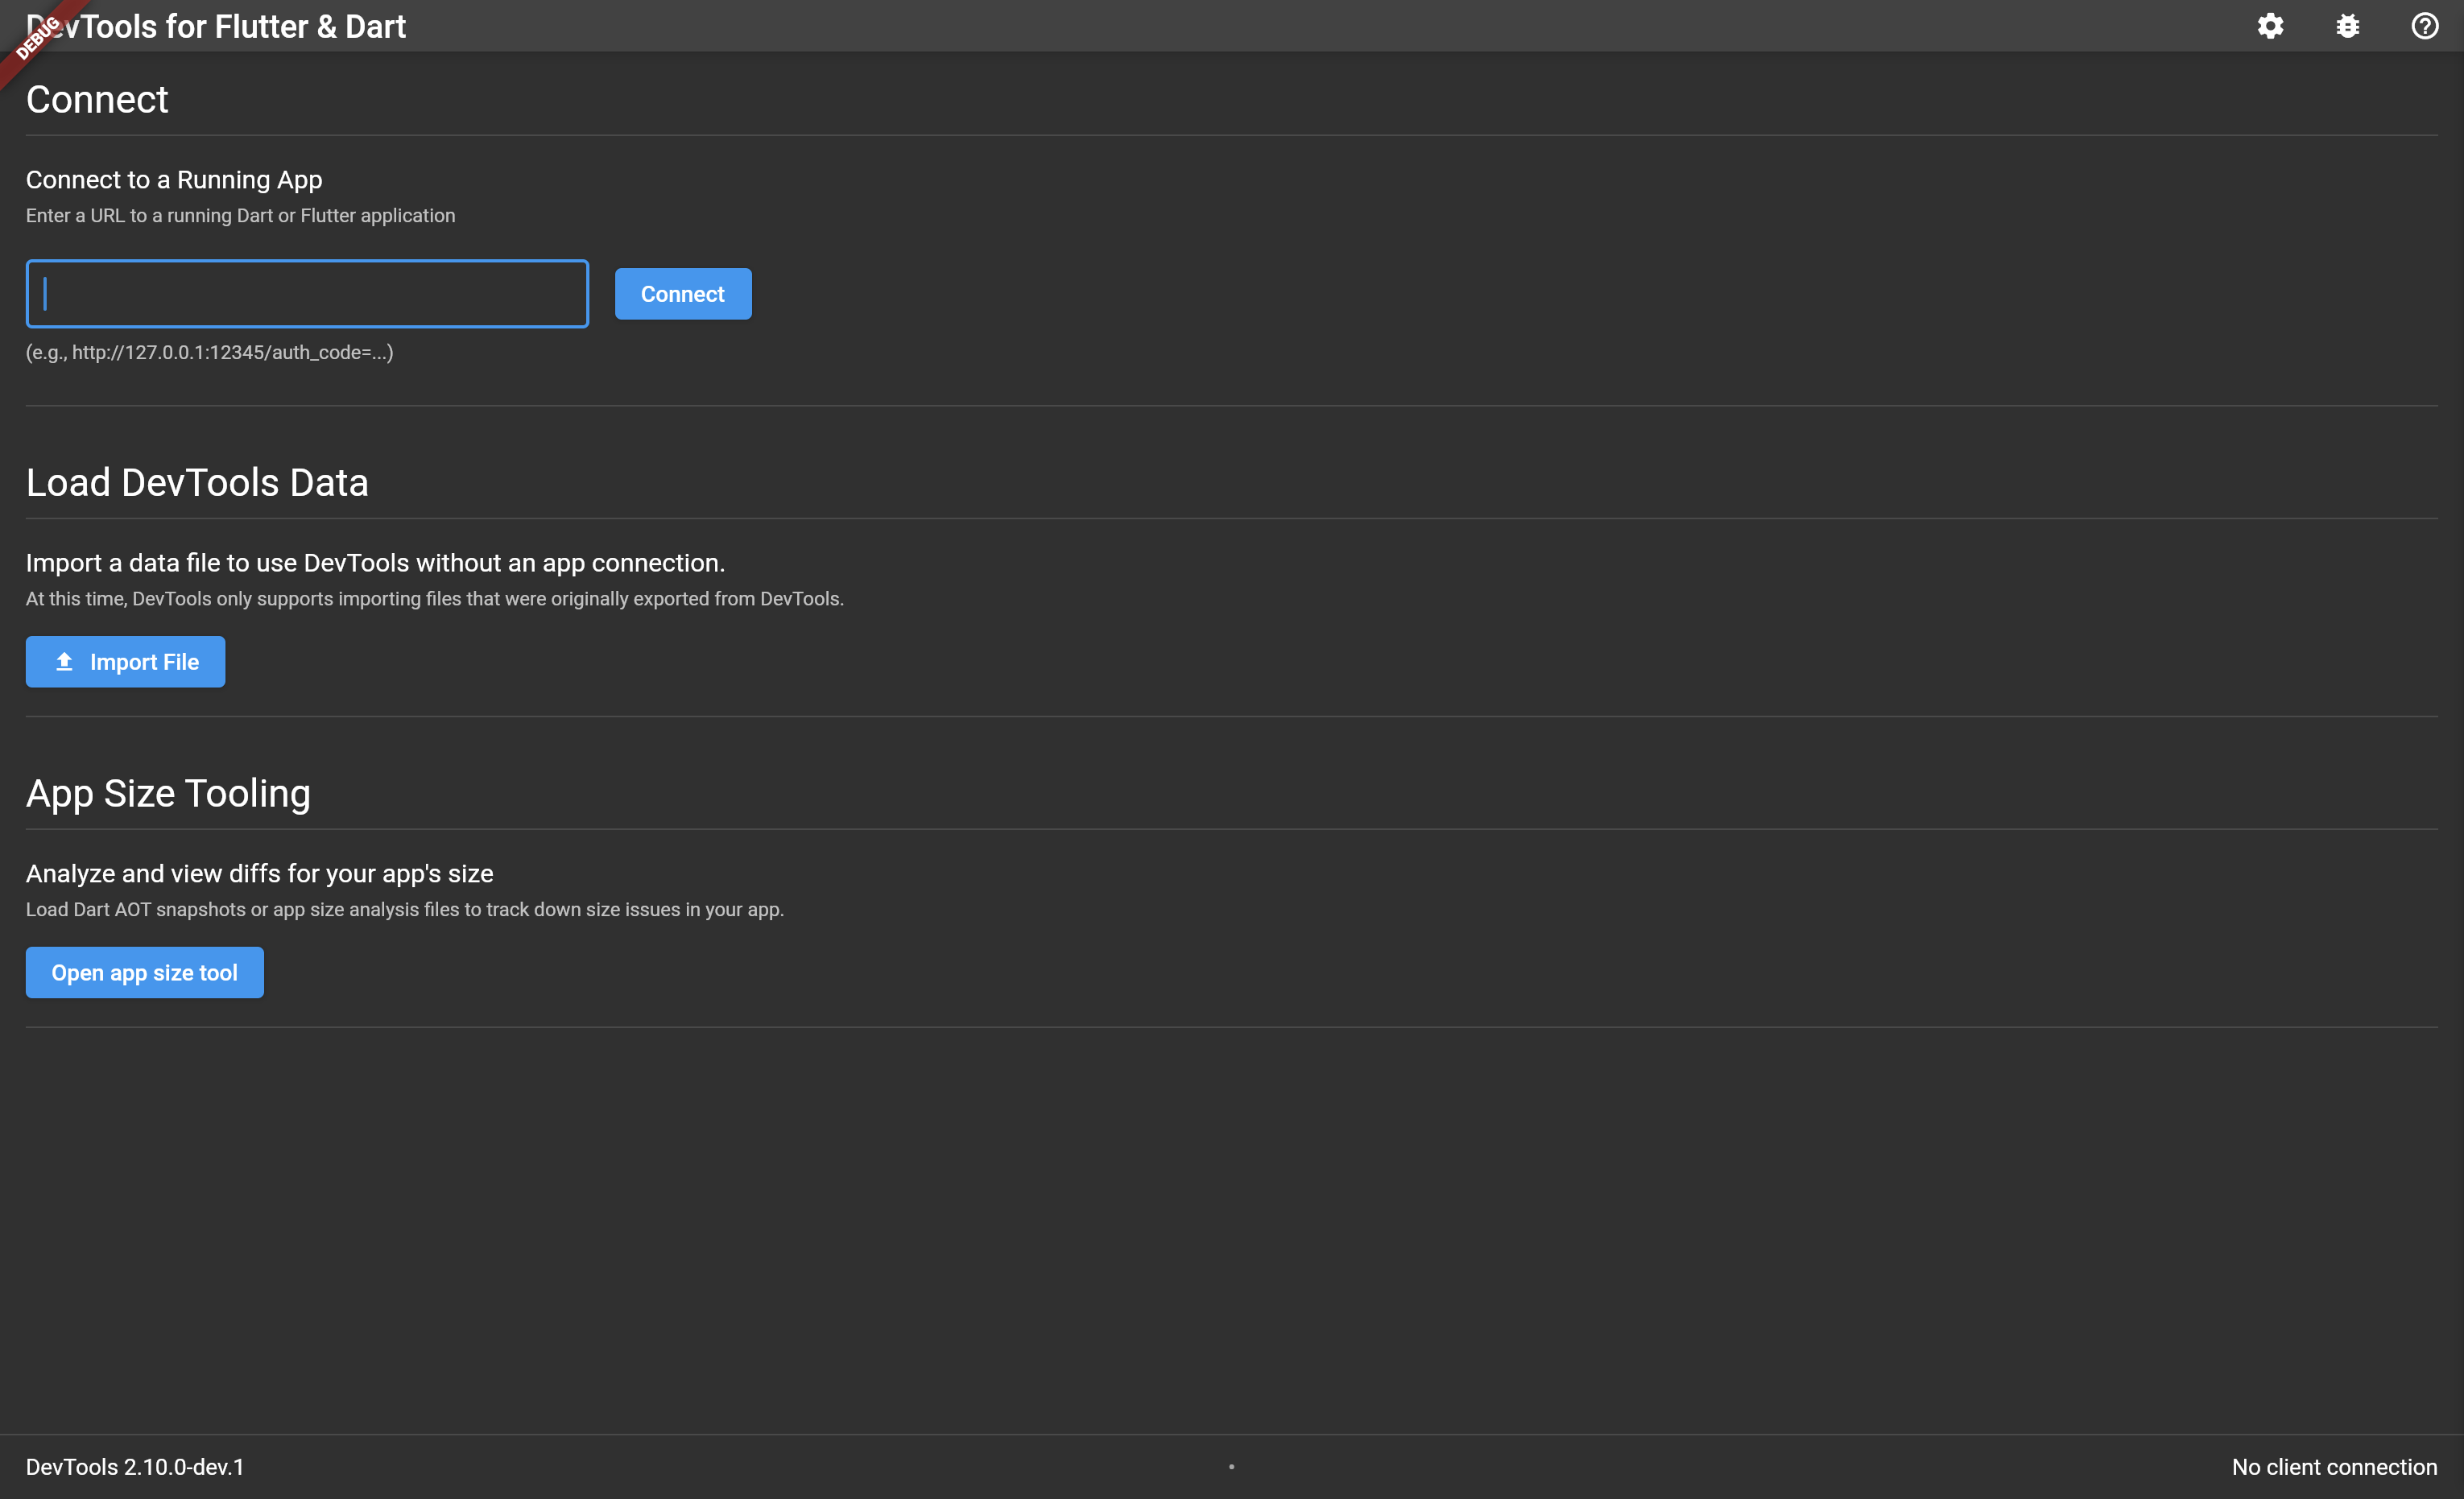 DevTools for Flutter & Dart
DEBUG
Connect
Connect to a Running App
Enter a URL to a running Dart or Flutter application
Connect
(e.g., http://127.0.0.1:12345/auth_code=...)
Load DevTools Data
Import a data file to use DevTools without an app connection.
At this time, DevTools only supports importing files that were originally exported from DevTools.
Import File
App Size Tooling
Analyze and view diffs for your app's size
Load Dart AOT snapshots or app size analysis files to track down size issues in your app.
Open app size tool
DevTools 2.10.0-dev.1
No client connection